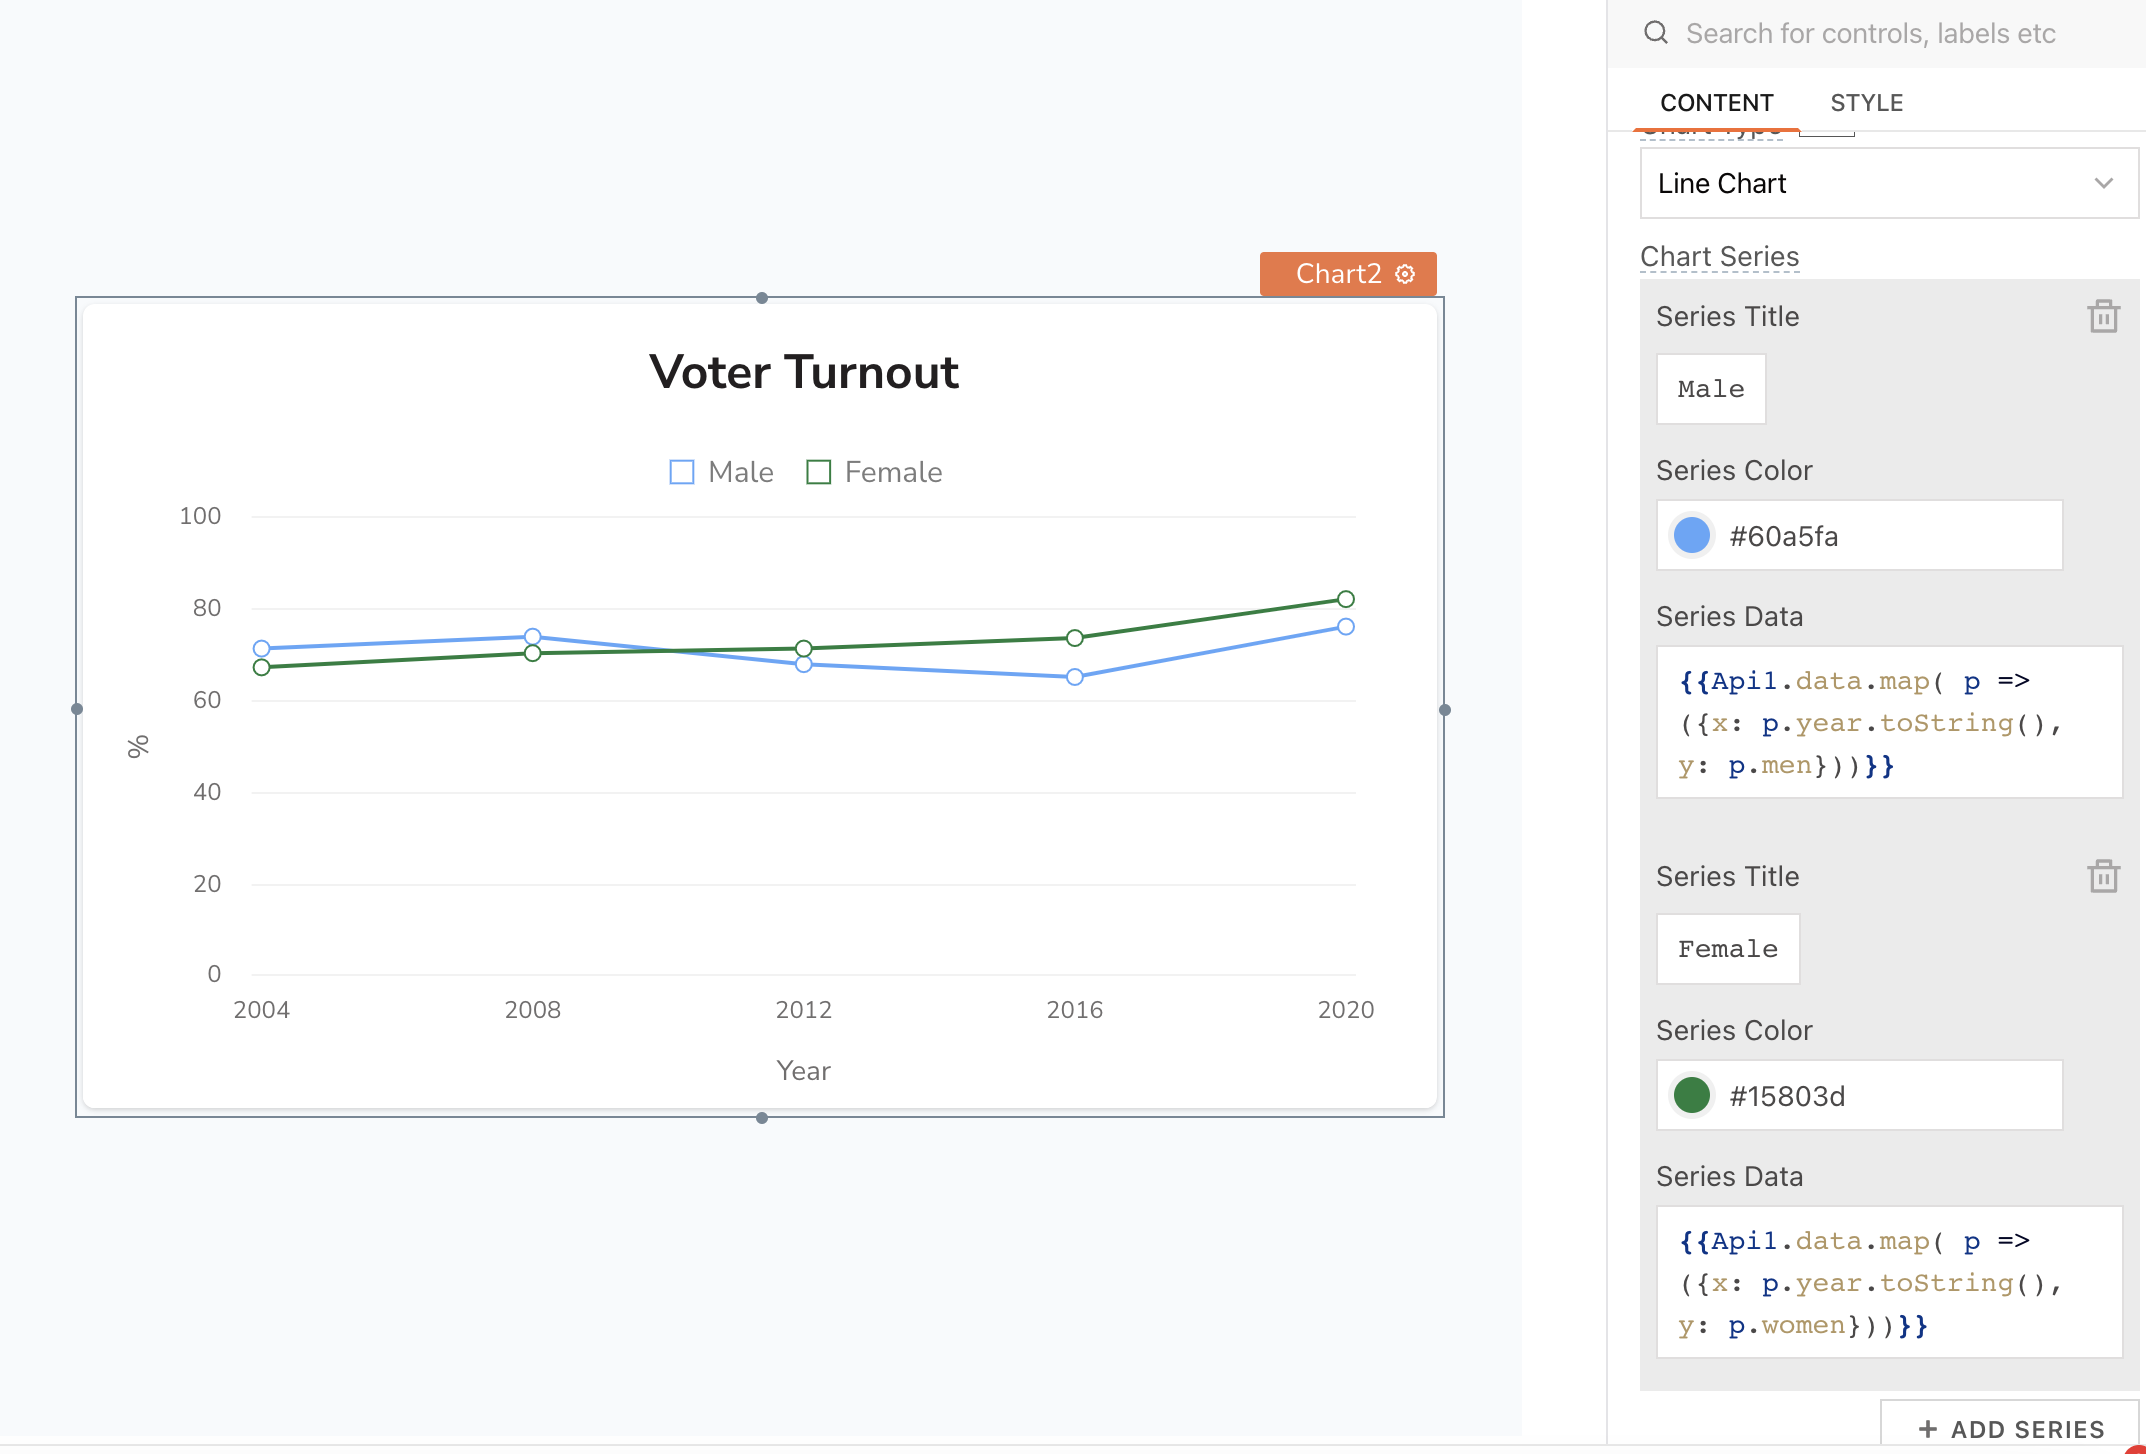 Search for controls, labels etc
CONTENT STYLE
Chart Type
Line Chart
Chart Series
Series Title
Male
Series Color
#60a5fa
Series Data
{{Api1.data.map( p =>
({x: p.year.toString(),
y: p.men}))}}
Series Title
Female
Series Color
#15803d
Series Data
{{Api1.data.map( p =>
({x: p.year.toString(),
y: p.women}))}}
+ ADD SERIES
Chart2
Voter Turnout
Male Female
100
80
60
40
20
0
%
2004 2008 2012 2016 2020
Year